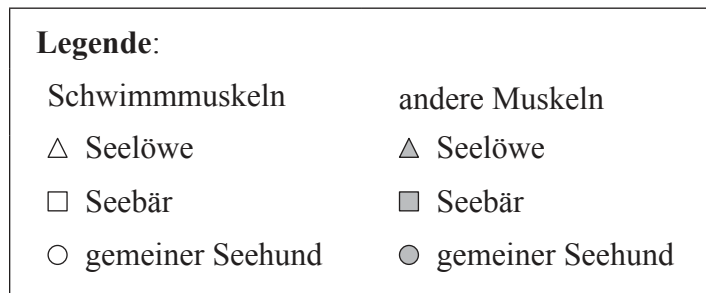 Legende:
Schwimmmuskeln andere Muskeln
Seelöwe Seelöwe
Seebär Seebär
gemeiner Seehund gemeiner Seehund